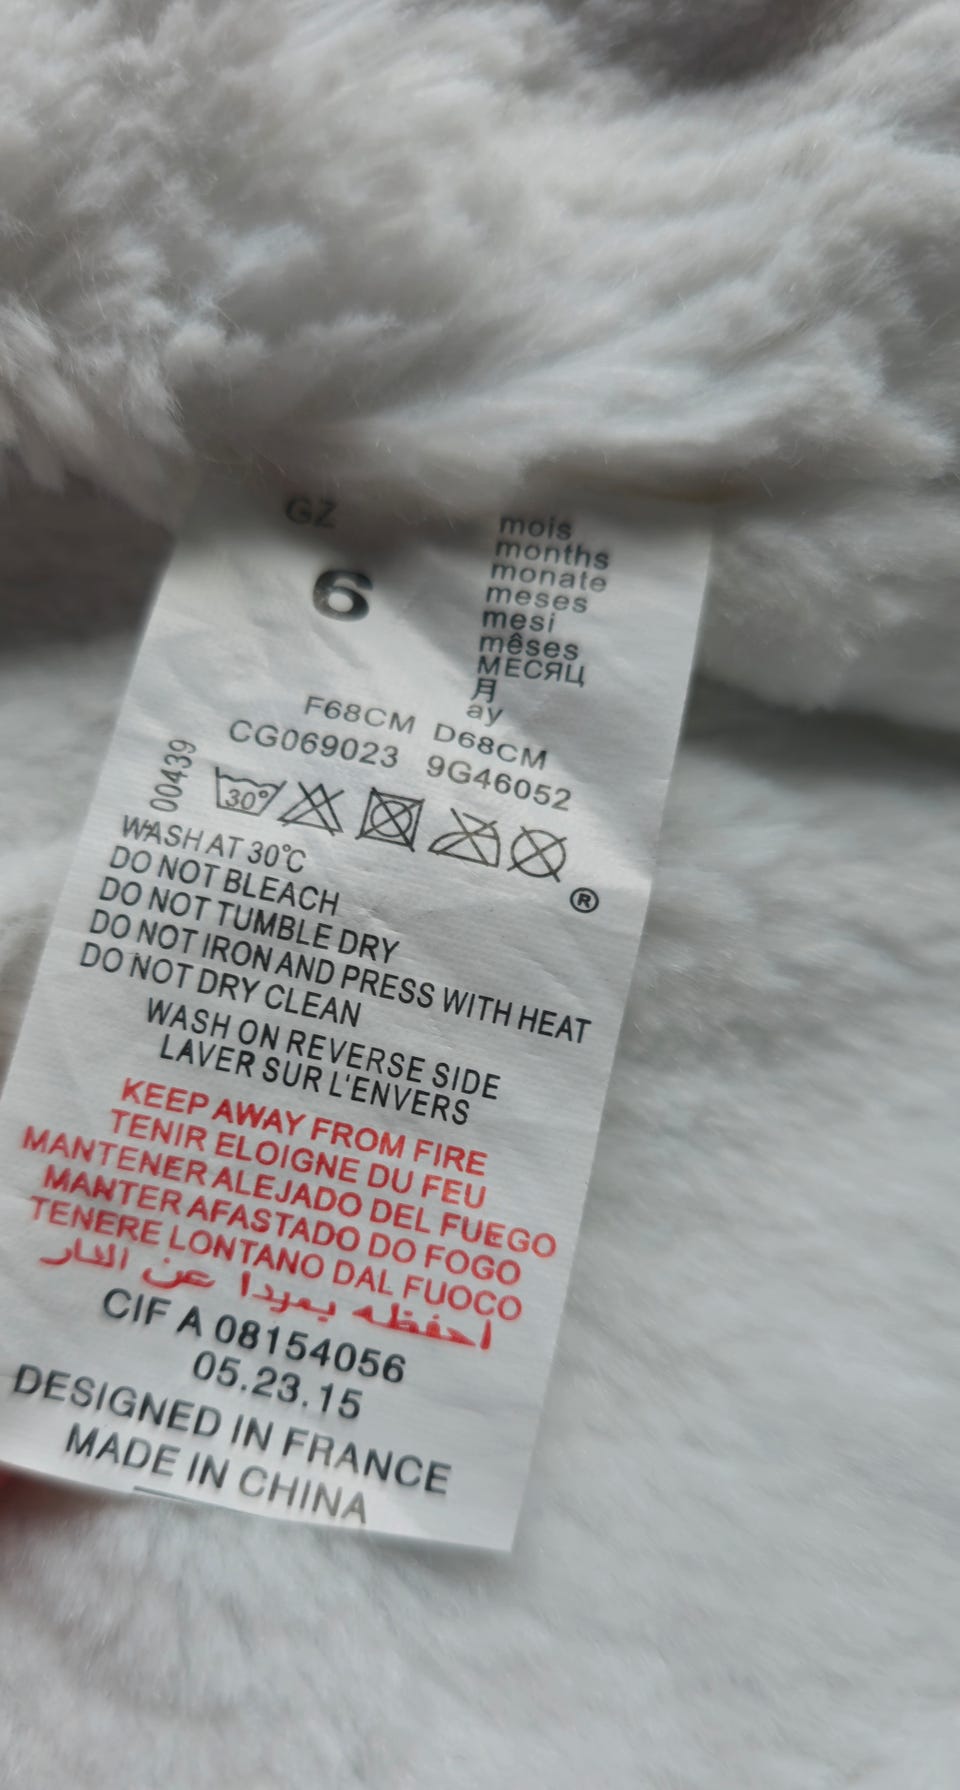 GZ
6
mois
months
monate
meses
mesi
mêses
МЕСЯЦ
月
ay
F68CM D68CM
CG069023 9G46052
00439
30°
WASH AT 30°C
DO NOT BLEACH
DO NOT TUMBLE DRY
DO NOT IRON AND PRESS WITH HEAT
DO NOT DRY CLEAN
®
WASH ON REVERSE SIDE
LAVER SUR L'ENVERS
KEEP AWAY FROM FIRE
TENIR ELOIGNE DU FEU
MANTENER ALEJADO DEL FUEGO
MANTER AFASTADO DO FOGO
TENERE LONTANO DAL FUOCO
احفظه بعيدا عن النار
CIF A 08154056
05.23.15
DESIGNED IN FRANCE
MADE IN CHINA